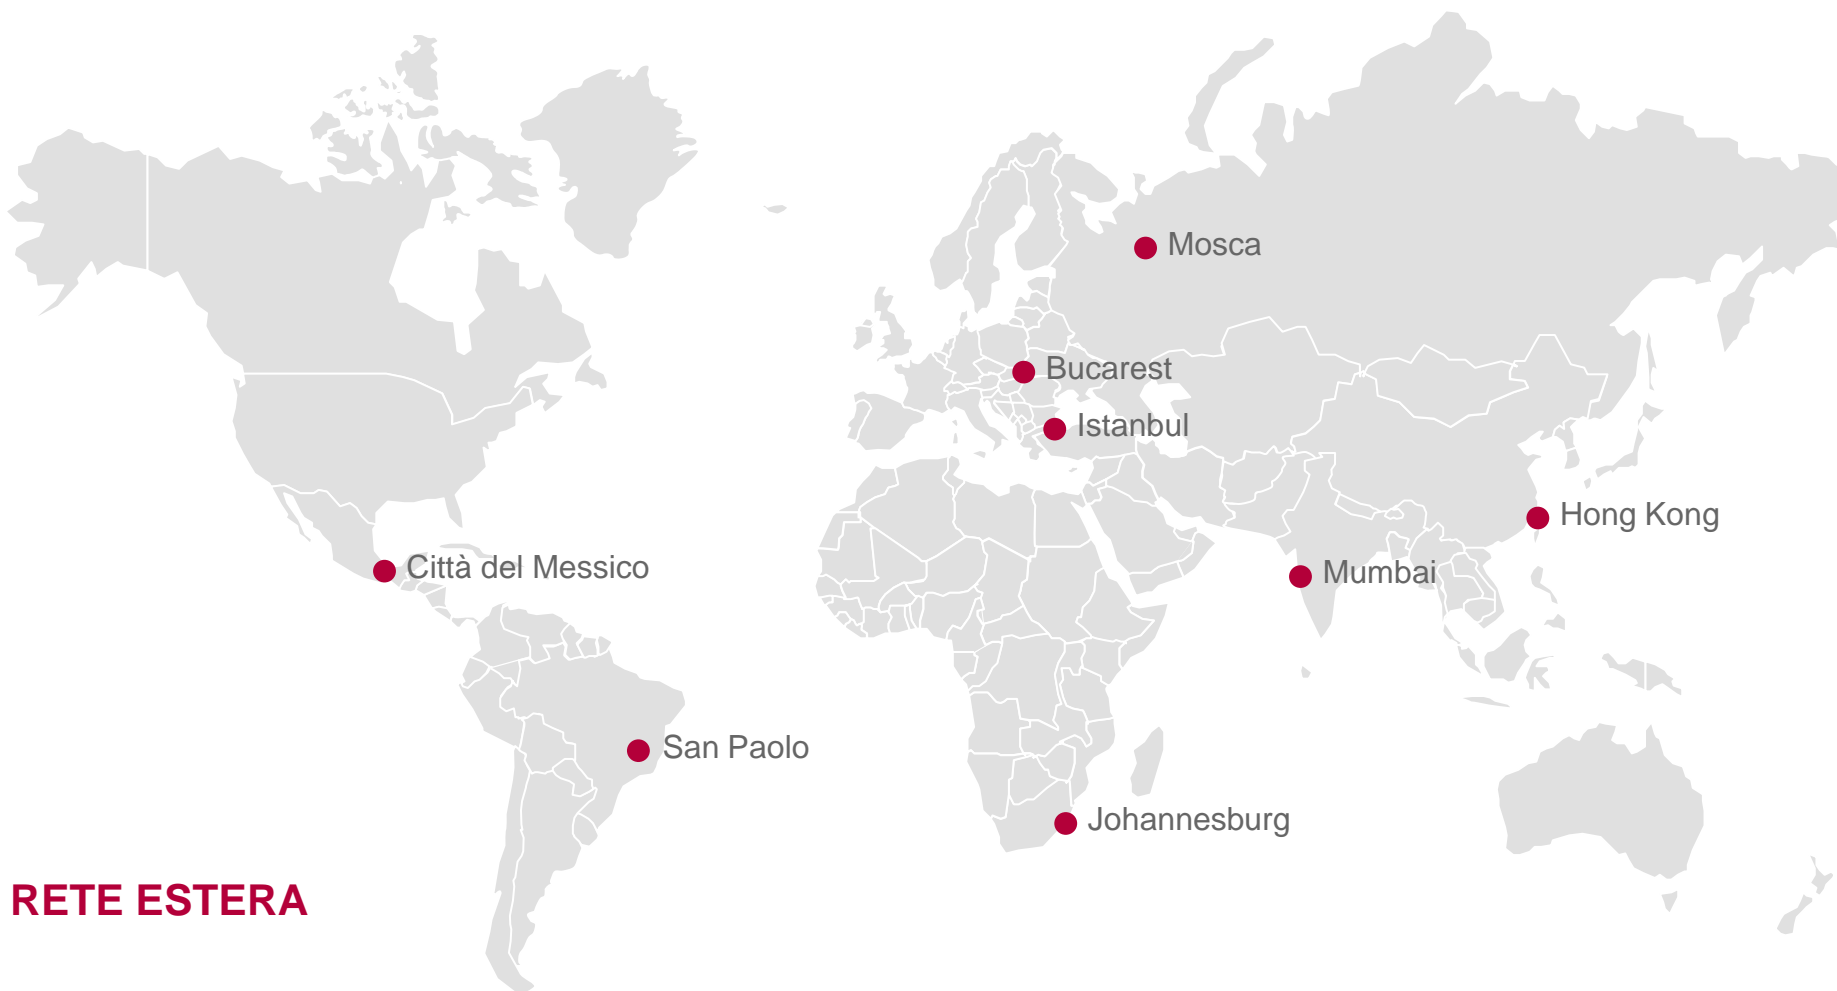 Mosca
Bucarest
Istanbul
Hong Kong
Città del Messico
Mumbai
San Paolo
Johannesburg
RETE ESTERA